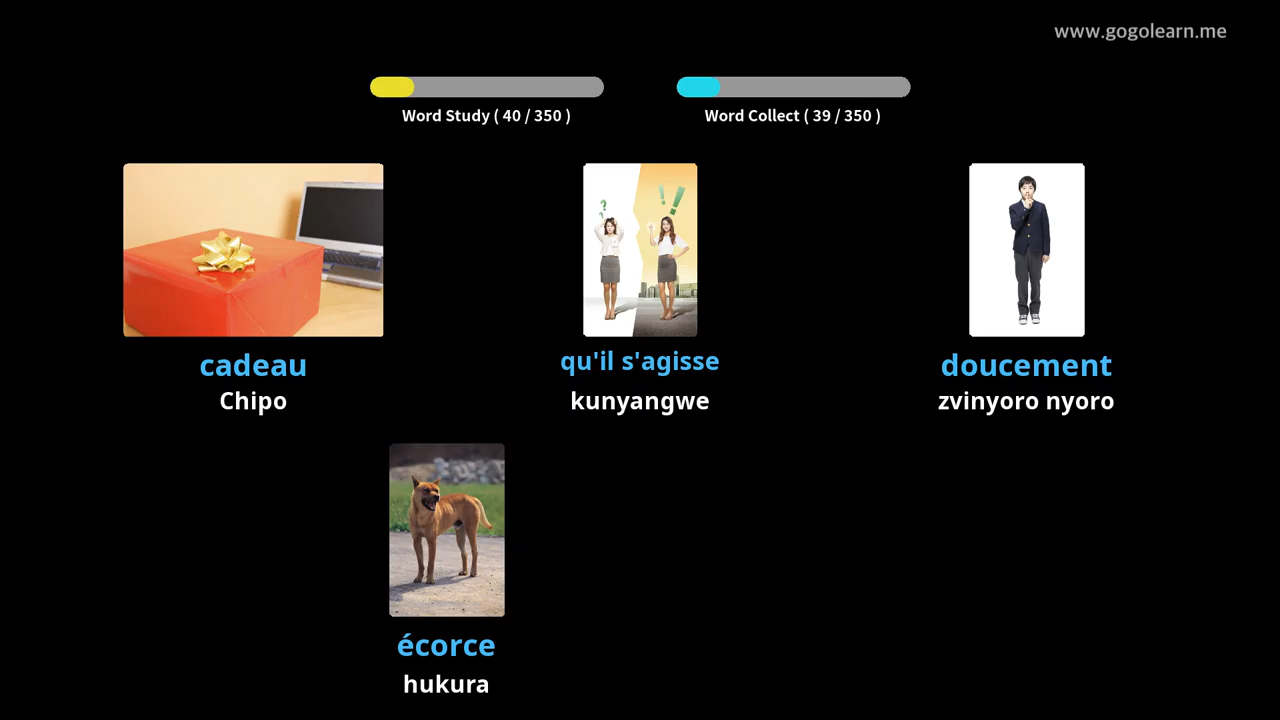 www.gogolearn.me
Word Study ( 40 / 350 )
Word Collect ( 39 / 350 )
cadeau
Chipo
qu'il s'agisse
kunyangwe
doucement
zvinyoro nyoro
écorce
hukura